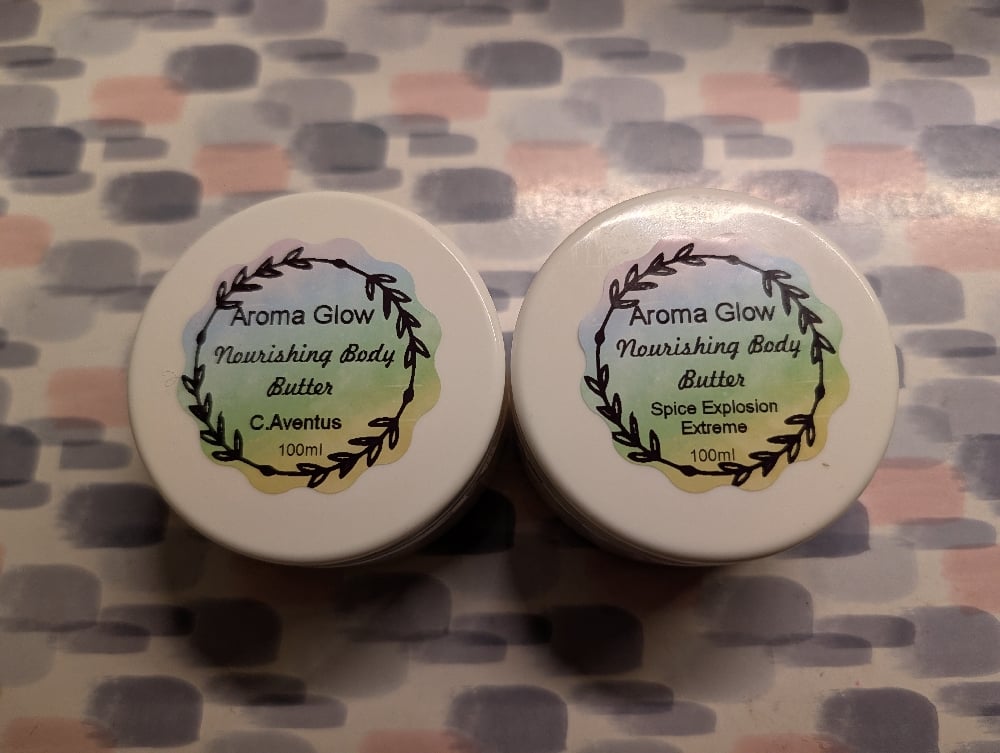 Aroma Glow
Nourishing Body
Butter
C.Aventus
100ml
Aroma Glow
Nourishing Body
Butter
Spice Explosion
Extreme
100ml